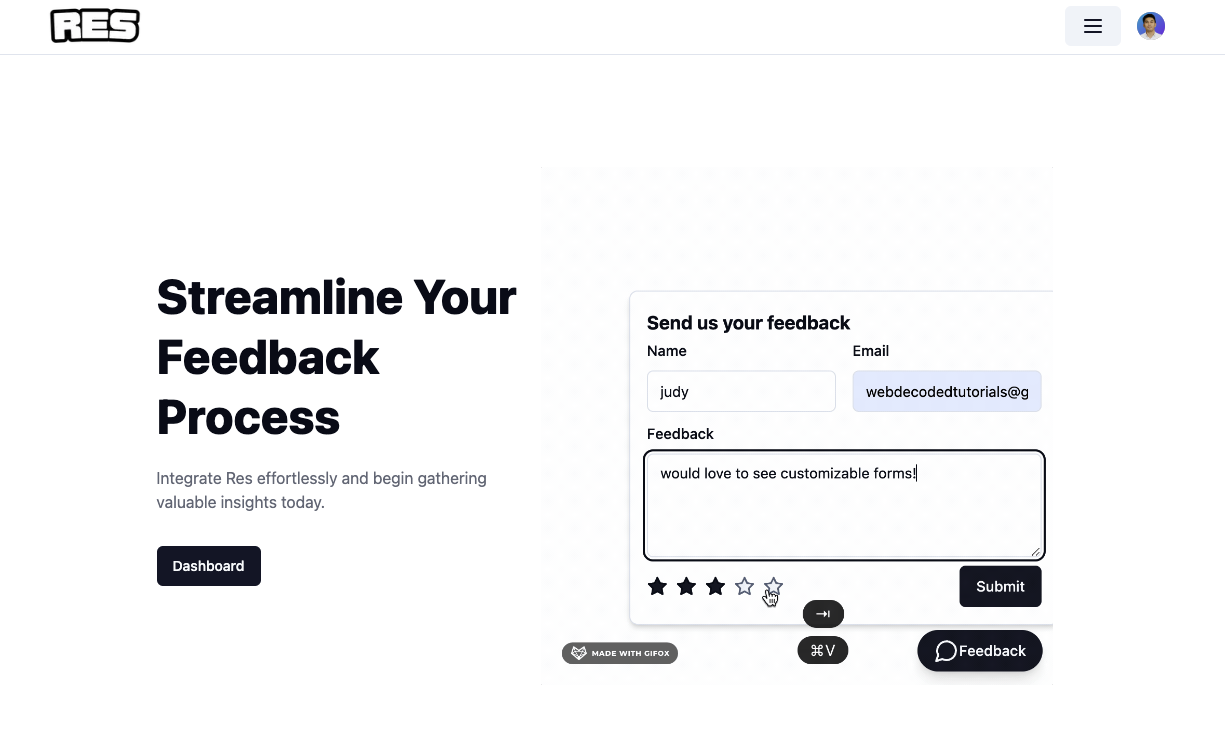 RES
Streamline Your
Feedback
Process
Integrate Res effortlessly and begin gathering
valuable insights today.
Dashboard
Send us your feedback
Name
Email
judy
webdecodedtutorials@g
Feedback
would love to see customizable forms!
Submit
MADE WITH GIFOX
⌘V
Feedback